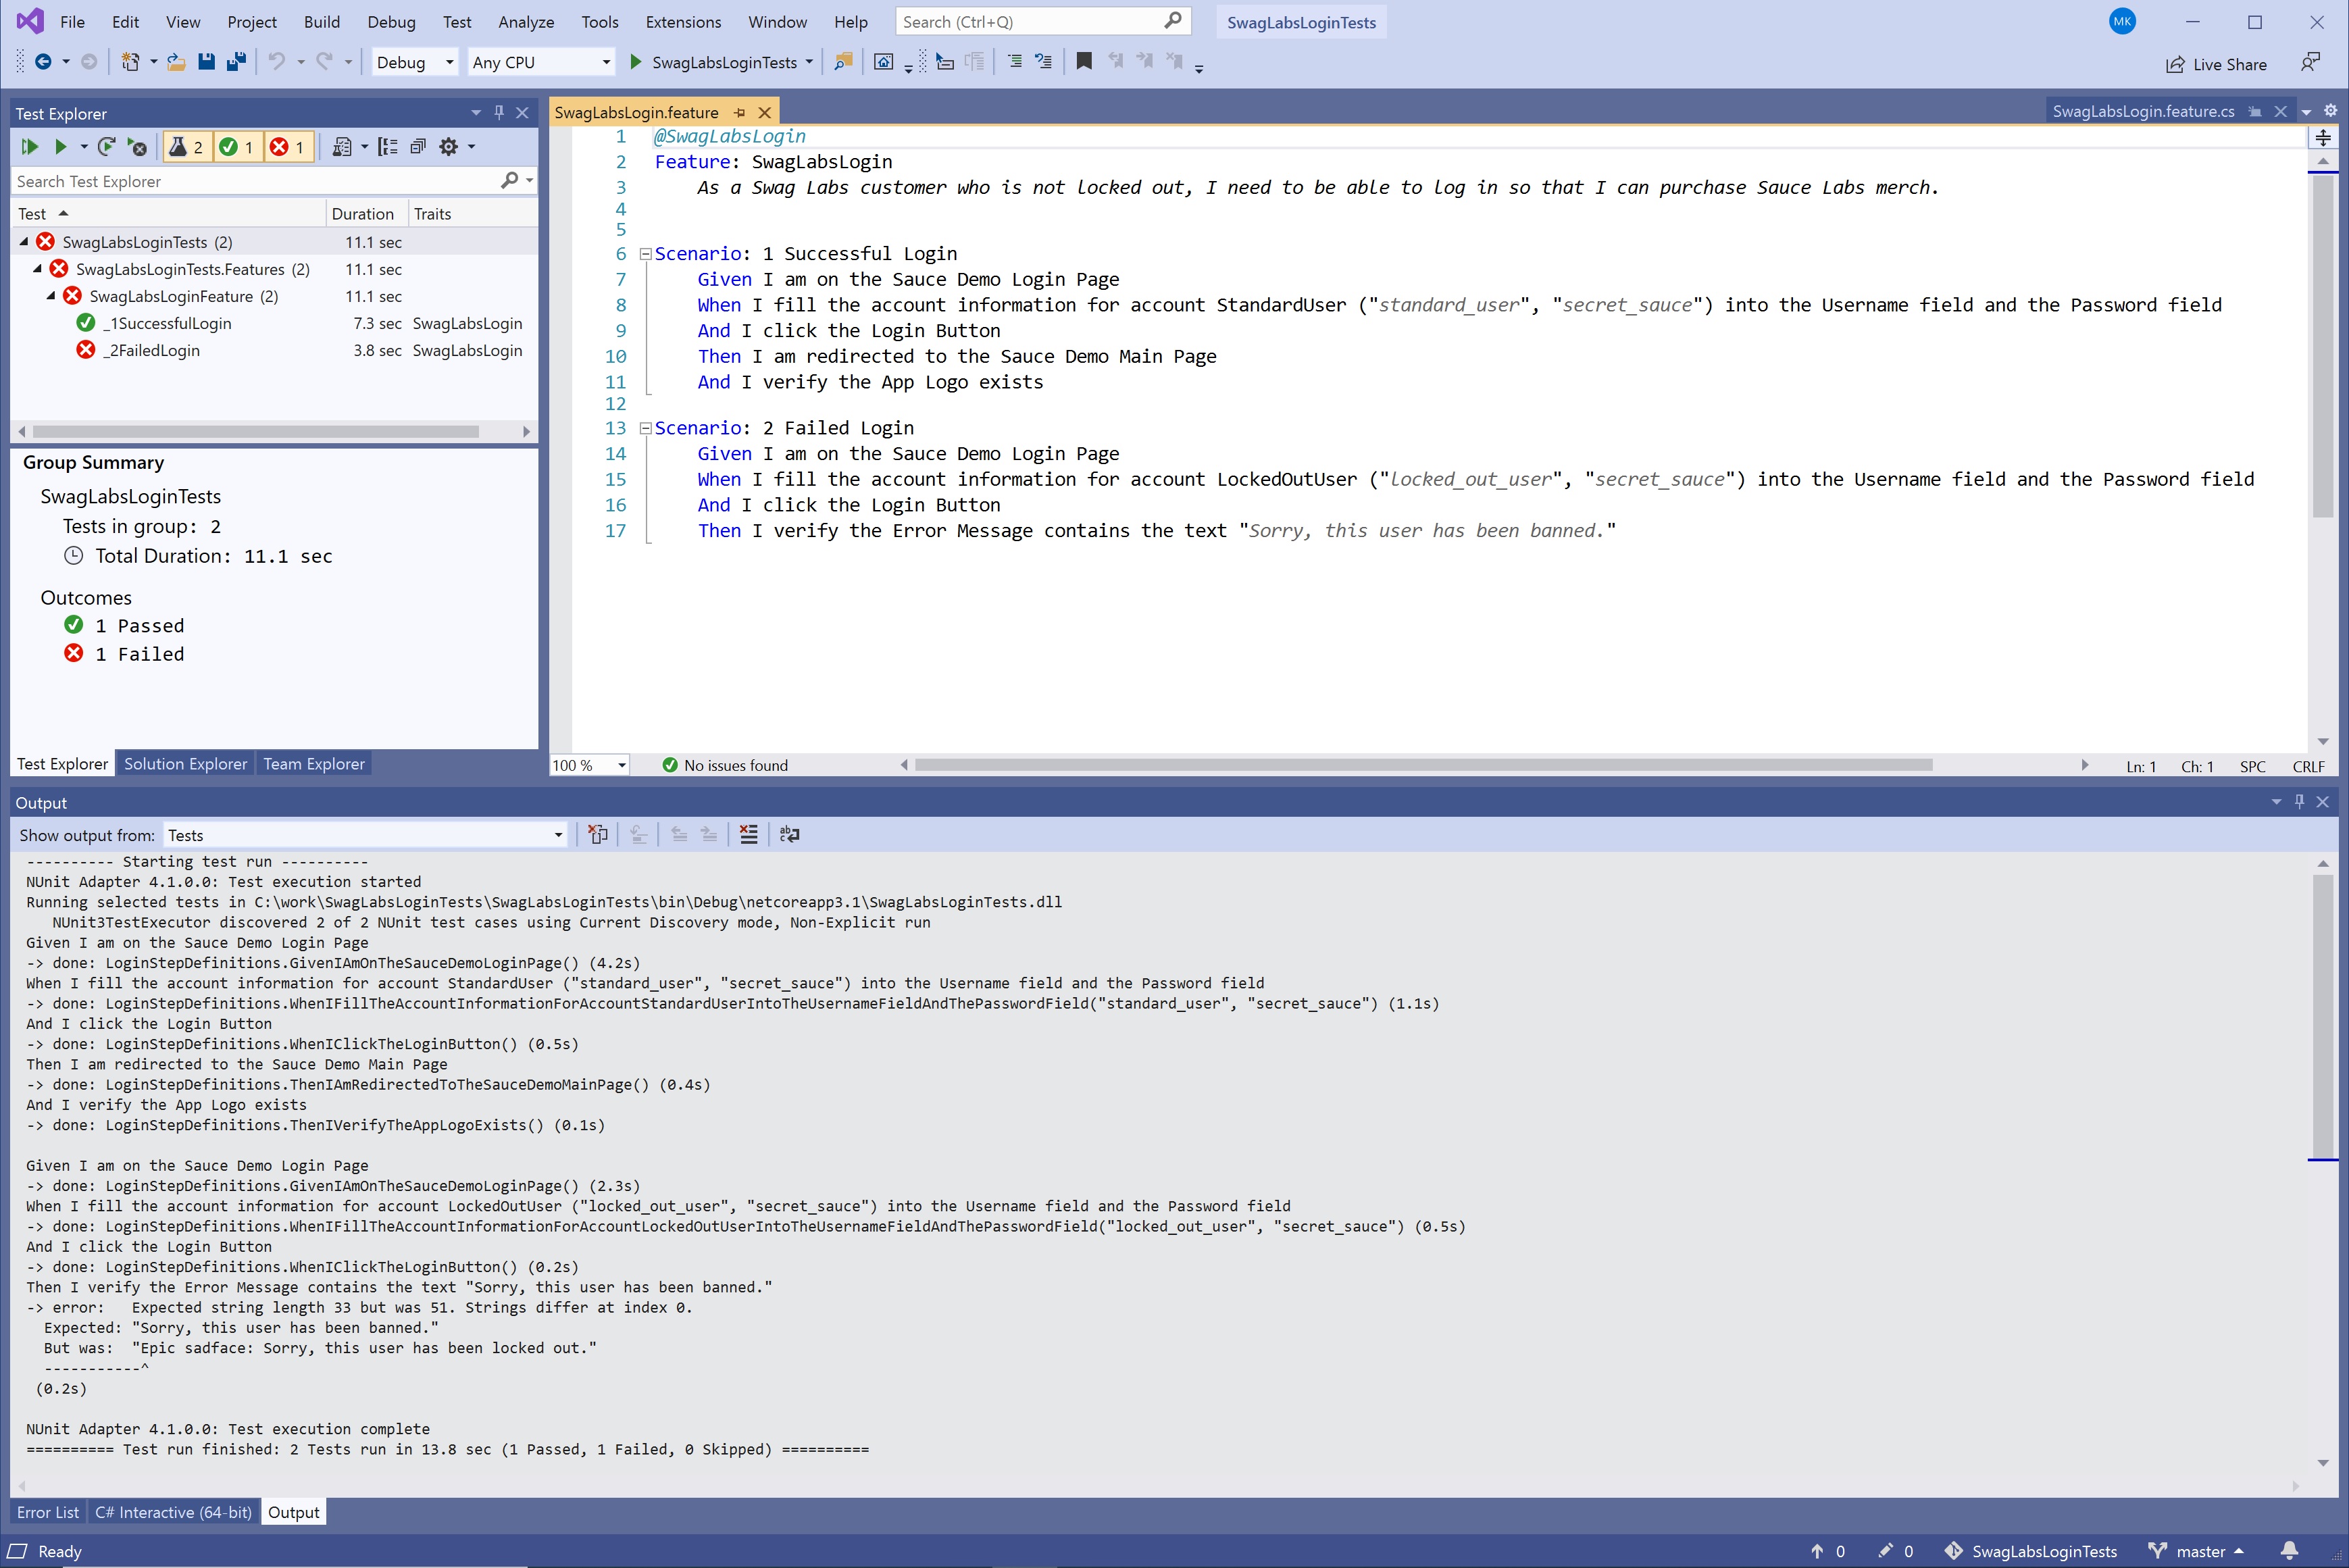 File Edit View Project Build Debug Test Analyze Tools Extensions Window Help Search (Ctrl+Q) SwagLabsLoginTests MK
Debug Any CPU SwagLabsLoginTests Live Share
Test Explorer
2 1 1
Search Test Explorer
Test Duration Traits
SwagLabsLoginTests (2) 11.1 sec
SwagLabsLoginTests.Features (2) 11.1 sec
SwagLabsLoginFeature (2) 11.1 sec
_1SuccessfulLogin 7.3 sec SwagLabsLogin
_2FailedLogin 3.8 sec SwagLabsLogin
Group Summary
SwagLabsLoginTests
Tests in group: 2
Total Duration: 11.1 sec
Outcomes
1 Passed
1 Failed
Test Explorer Solution Explorer Team Explorer
SwagLabsLogin.feature SwagLabsLogin.feature.cs
1 @SwagLabsLogin
2 Feature: SwagLabsLogin
3 As a Swag Labs customer who is not locked out, I need to be able to log in so that I can purchase Sauce Labs merch.
4
5
6 Scenario: 1 Successful Login
7 Given I am on the Sauce Demo Login Page
8 When I fill the account information for account StandardUser ("standard_user", "secret_sauce") into the Username field and the Password field
9 And I click the Login Button
10 Then I am redirected to the Sauce Demo Main Page
11 And I verify the App Logo exists
12
13 Scenario: 2 Failed Login
14 Given I am on the Sauce Demo Login Page
15 When I fill the account information for account LockedOutUser ("locked_out_user", "secret_sauce") into the Username field and the Password field
16 And I click the Login Button
17 Then I verify the Error Message contains the text "Sorry, this user has been banned."
100 % No issues found Ln: 1 Ch: 1 SPC CRLF
Output
Show output from: Tests
---------- Starting test run ----------
NUnit Adapter 4.1.0.0: Test execution started
Running selected tests in C:\work\SwagLabsLoginTests\SwagLabsLoginTests\bin\Debug\netcoreapp3.1\SwagLabsLoginTests.dll
NUnit3TestExecutor discovered 2 of 2 NUnit test cases using Current Discovery mode, Non-Explicit run
Given I am on the Sauce Demo Login Page
-> done: LoginStepDefinitions.GivenIAmOnTheSauceDemoLoginPage() (4.2s)
When I fill the account information for account StandardUser ("standard_user", "secret_sauce") into the Username field and the Password field
-> done: LoginStepDefinitions.WhenIFillTheAccountInformationForAccountStandardUserIntoTheUsernameFieldAndThePasswordField("standard_user", "secret_sauce") (1.1s)
And I click the Login Button
-> done: LoginStepDefinitions.WhenIClickTheLoginButton() (0.5s)
Then I am redirected to the Sauce Demo Main Page
-> done: LoginStepDefinitions.ThenIAmRedirectedToTheSauceDemoMainPage() (0.4s)
And I verify the App Logo exists
-> done: LoginStepDefinitions.ThenIVerifyTheAppLogoExists() (0.1s)
Given I am on the Sauce Demo Login Page
-> done: LoginStepDefinitions.GivenIAmOnTheSauceDemoLoginPage() (2.3s)
When I fill the account information for account LockedOutUser ("locked_out_user", "secret_sauce") into the Username field and the Password field
-> done: LoginStepDefinitions.WhenIFillTheAccountInformationForAccountLockedOutUserIntoTheUsernameFieldAndThePasswordField("locked_out_user", "secret_sauce") (0.5s)
And I click the Login Button
-> done: LoginStepDefinitions.WhenIClickTheLoginButton() (0.2s)
Then I verify the Error Message contains the text "Sorry, this user has been banned."
-> error: Expected string length 33 but was 51. Strings differ at index 0.
Expected: "Sorry, this user has been banned."
But was: "Epic sadface: Sorry, this user has been locked out."
-----------^
(0.2s)
NUnit Adapter 4.1.0.0: Test execution complete
========== Test run finished: 2 Tests run in 13.8 sec (1 Passed, 1 Failed, 0 Skipped) ==========
Error List C# Interactive (64-bit) Output
Ready 0 0 SwagLabsLoginTests master